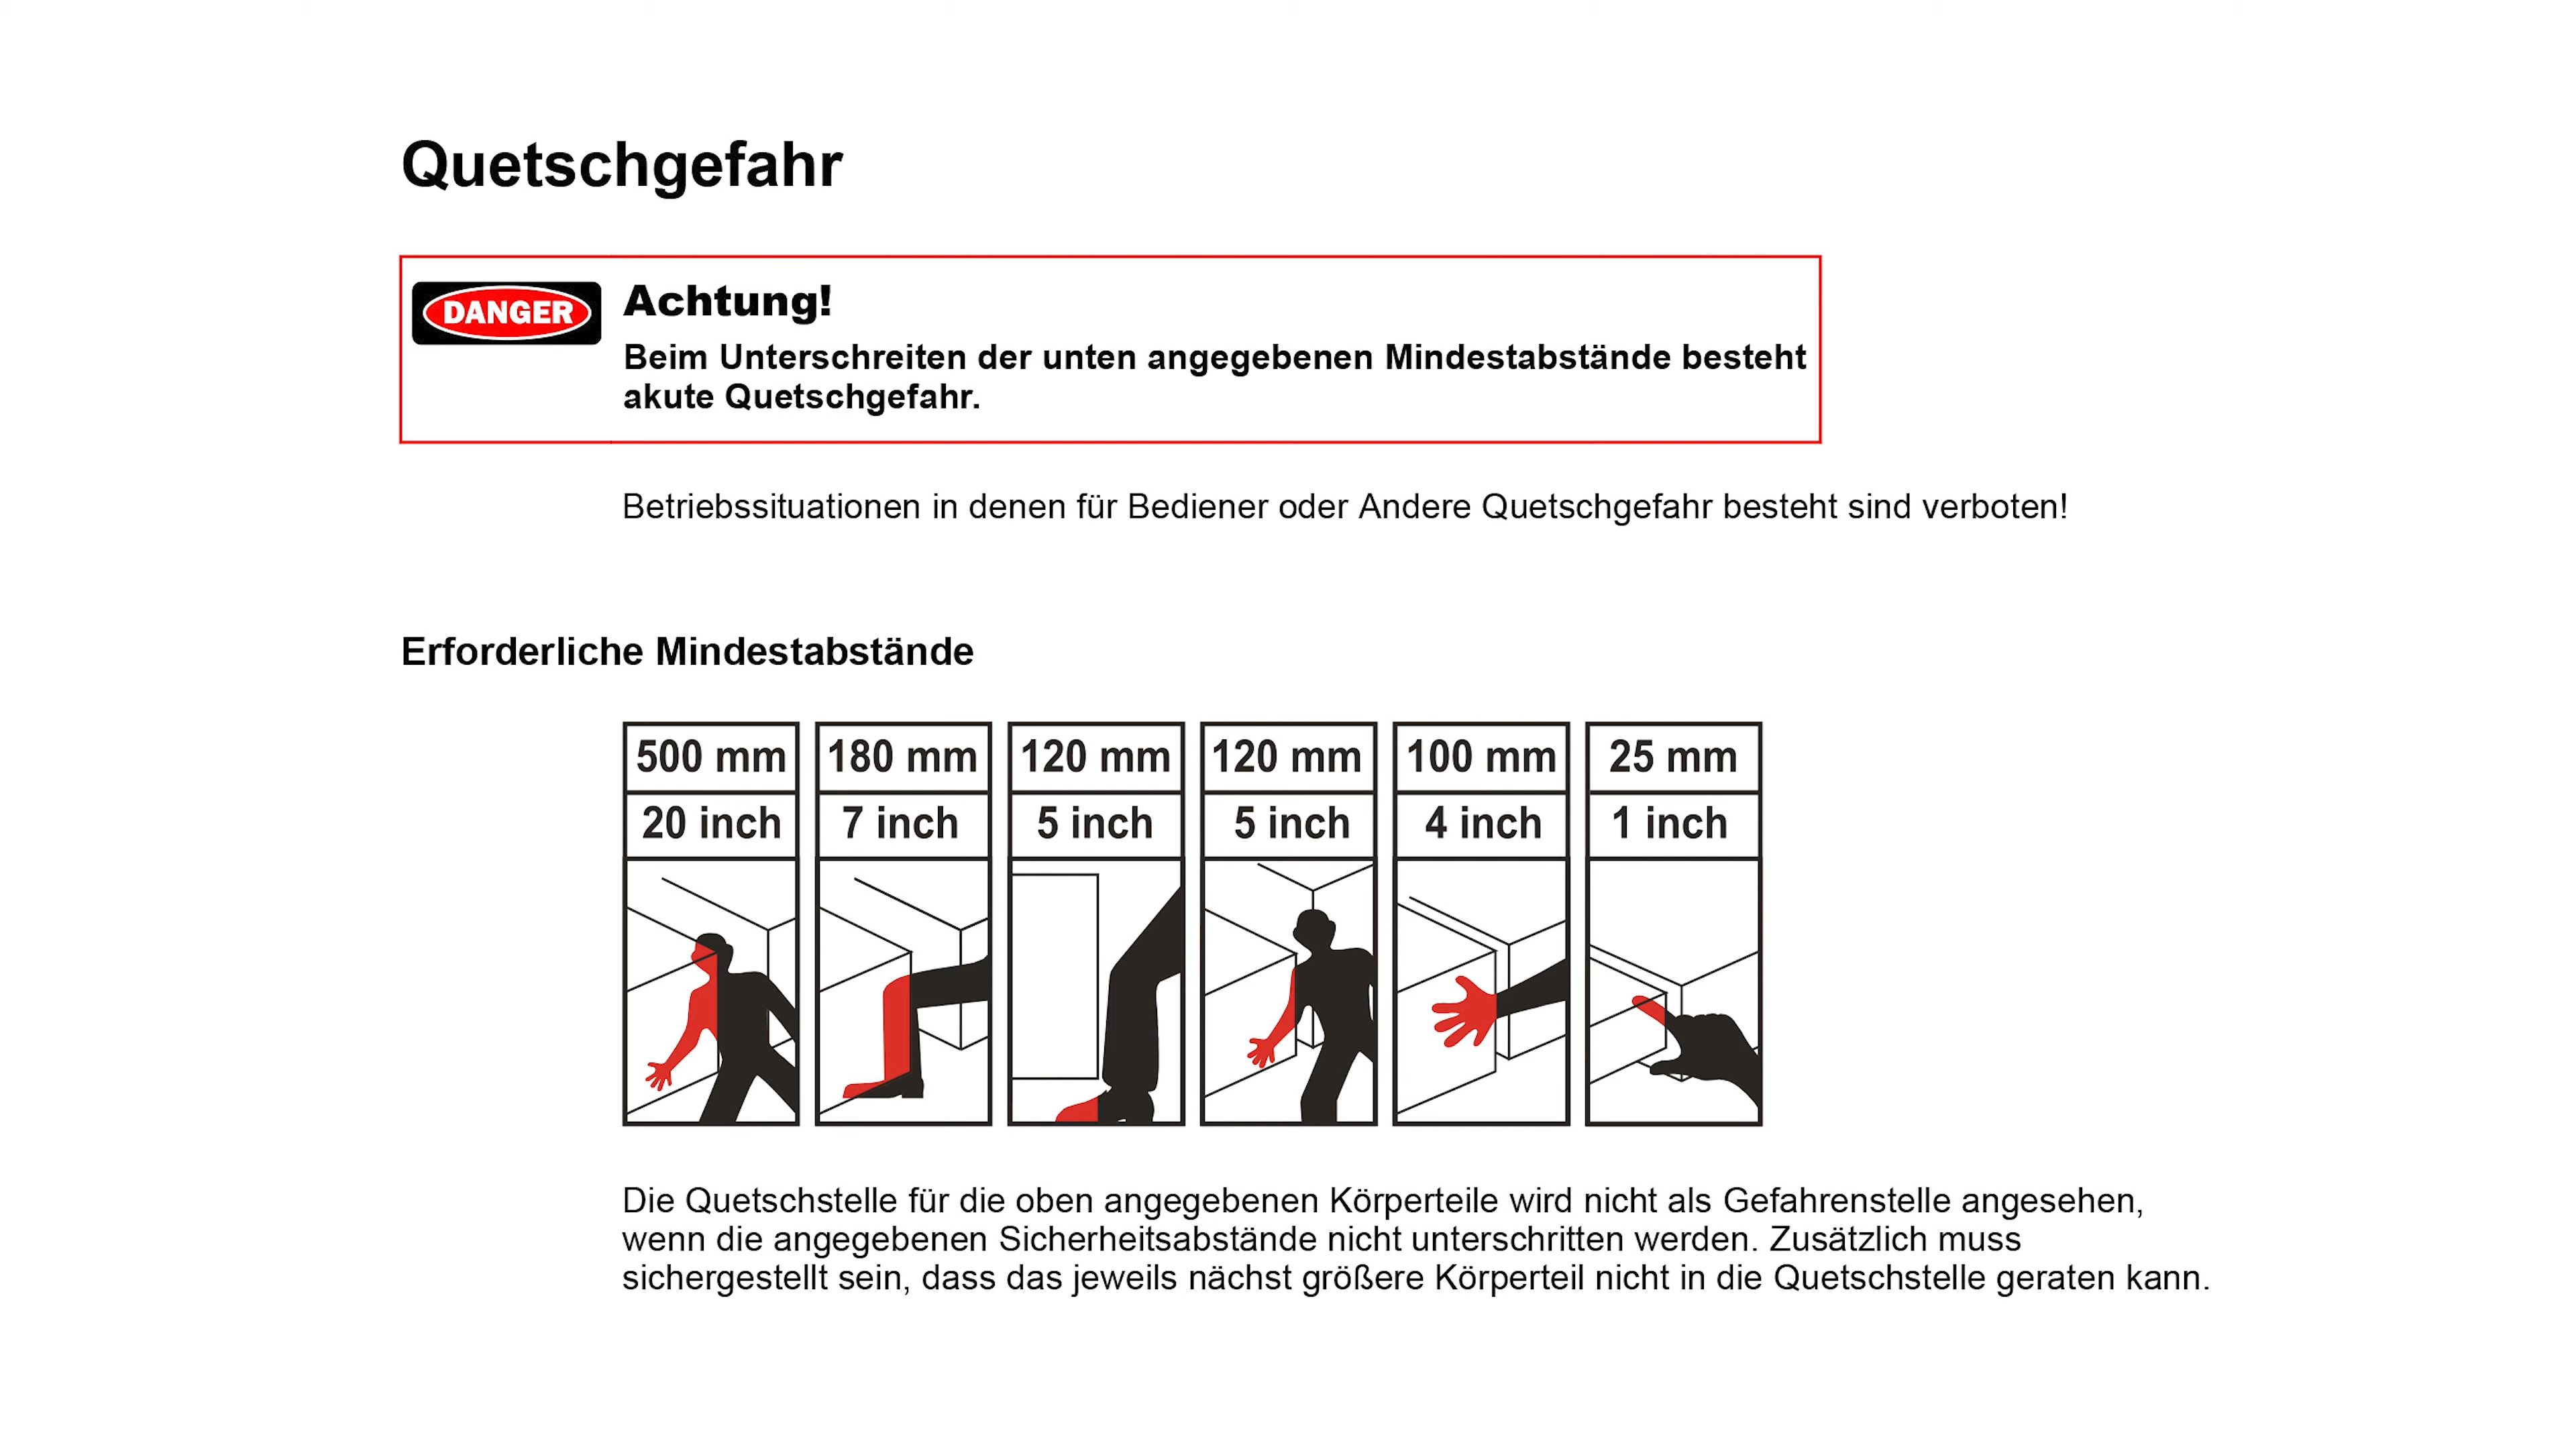 Quetschgefahr
DANGER
Achtung!
Beim Unterschreiten der unten angegebenen Mindestabstände besteht
akute Quetschgefahr.
Betriebssituationen in denen für Bediener oder Andere Quetschgefahr besteht sind verboten!
Erforderliche Mindestabstände
500 mm 180 mm 120 mm 120 mm 100 mm 25 mm
20 inch 7 inch 5 inch 5 inch 4 inch 1 inch
Die Quetschstelle für die oben angegebenen Körperteile wird nicht als Gefahrenstelle angesehen,
wenn die angegebenen Sicherheitsabstände nicht unterschritten werden. Zusätzlich muss
sichergestellt sein, dass das jeweils nächst größere Körperteil nicht in die Quetschstelle geraten kann.